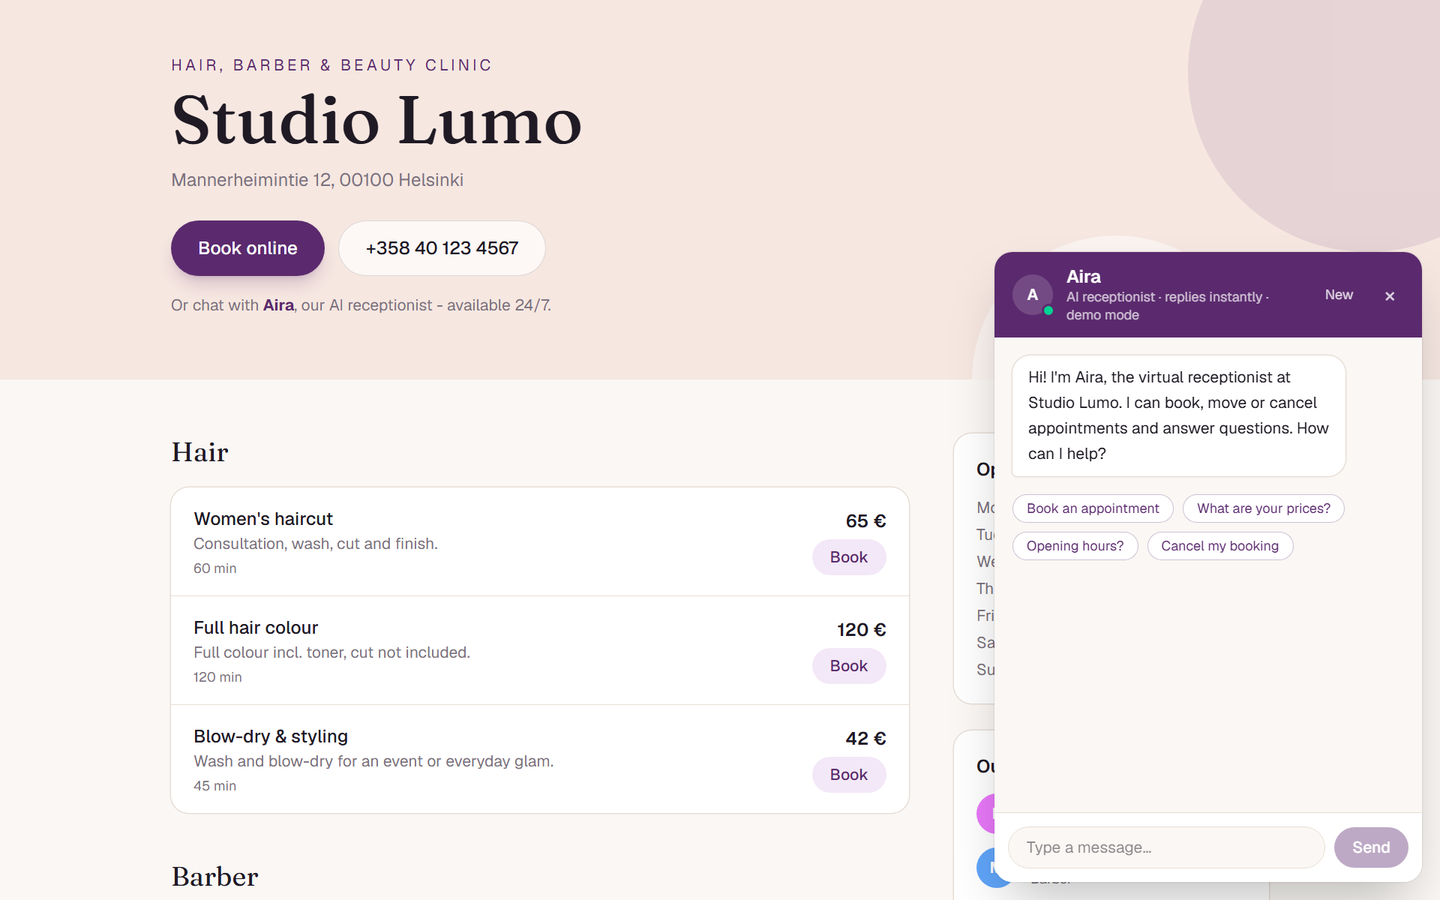 HAIR, BARBER & BEAUTY CLINIC
Studio Lumo
Mannerheimintie 12, 00100 Helsinki
Book online
+358 40 123 4567
Or chat with Aira, our AI receptionist - available 24/7.
Hair
Women's haircut
65 €
Consultation, wash, cut and finish.
60 min
Book
Full hair colour
120 €
Full colour incl. toner, cut not included.
120 min
Book
Blow-dry & styling
42 €
Wash and blow-dry for an event or everyday glam.
45 min
Book
Barber
A
Aira
AI receptionist · replies instantly ·
demo mode
New
×
Hi! I'm Aira, the virtual receptionist at
Studio Lumo. I can book, move or cancel
appointments and answer questions. How
can I help?
Book an appointment
What are your prices?
Opening hours?
Cancel my booking
Type a message...
Send